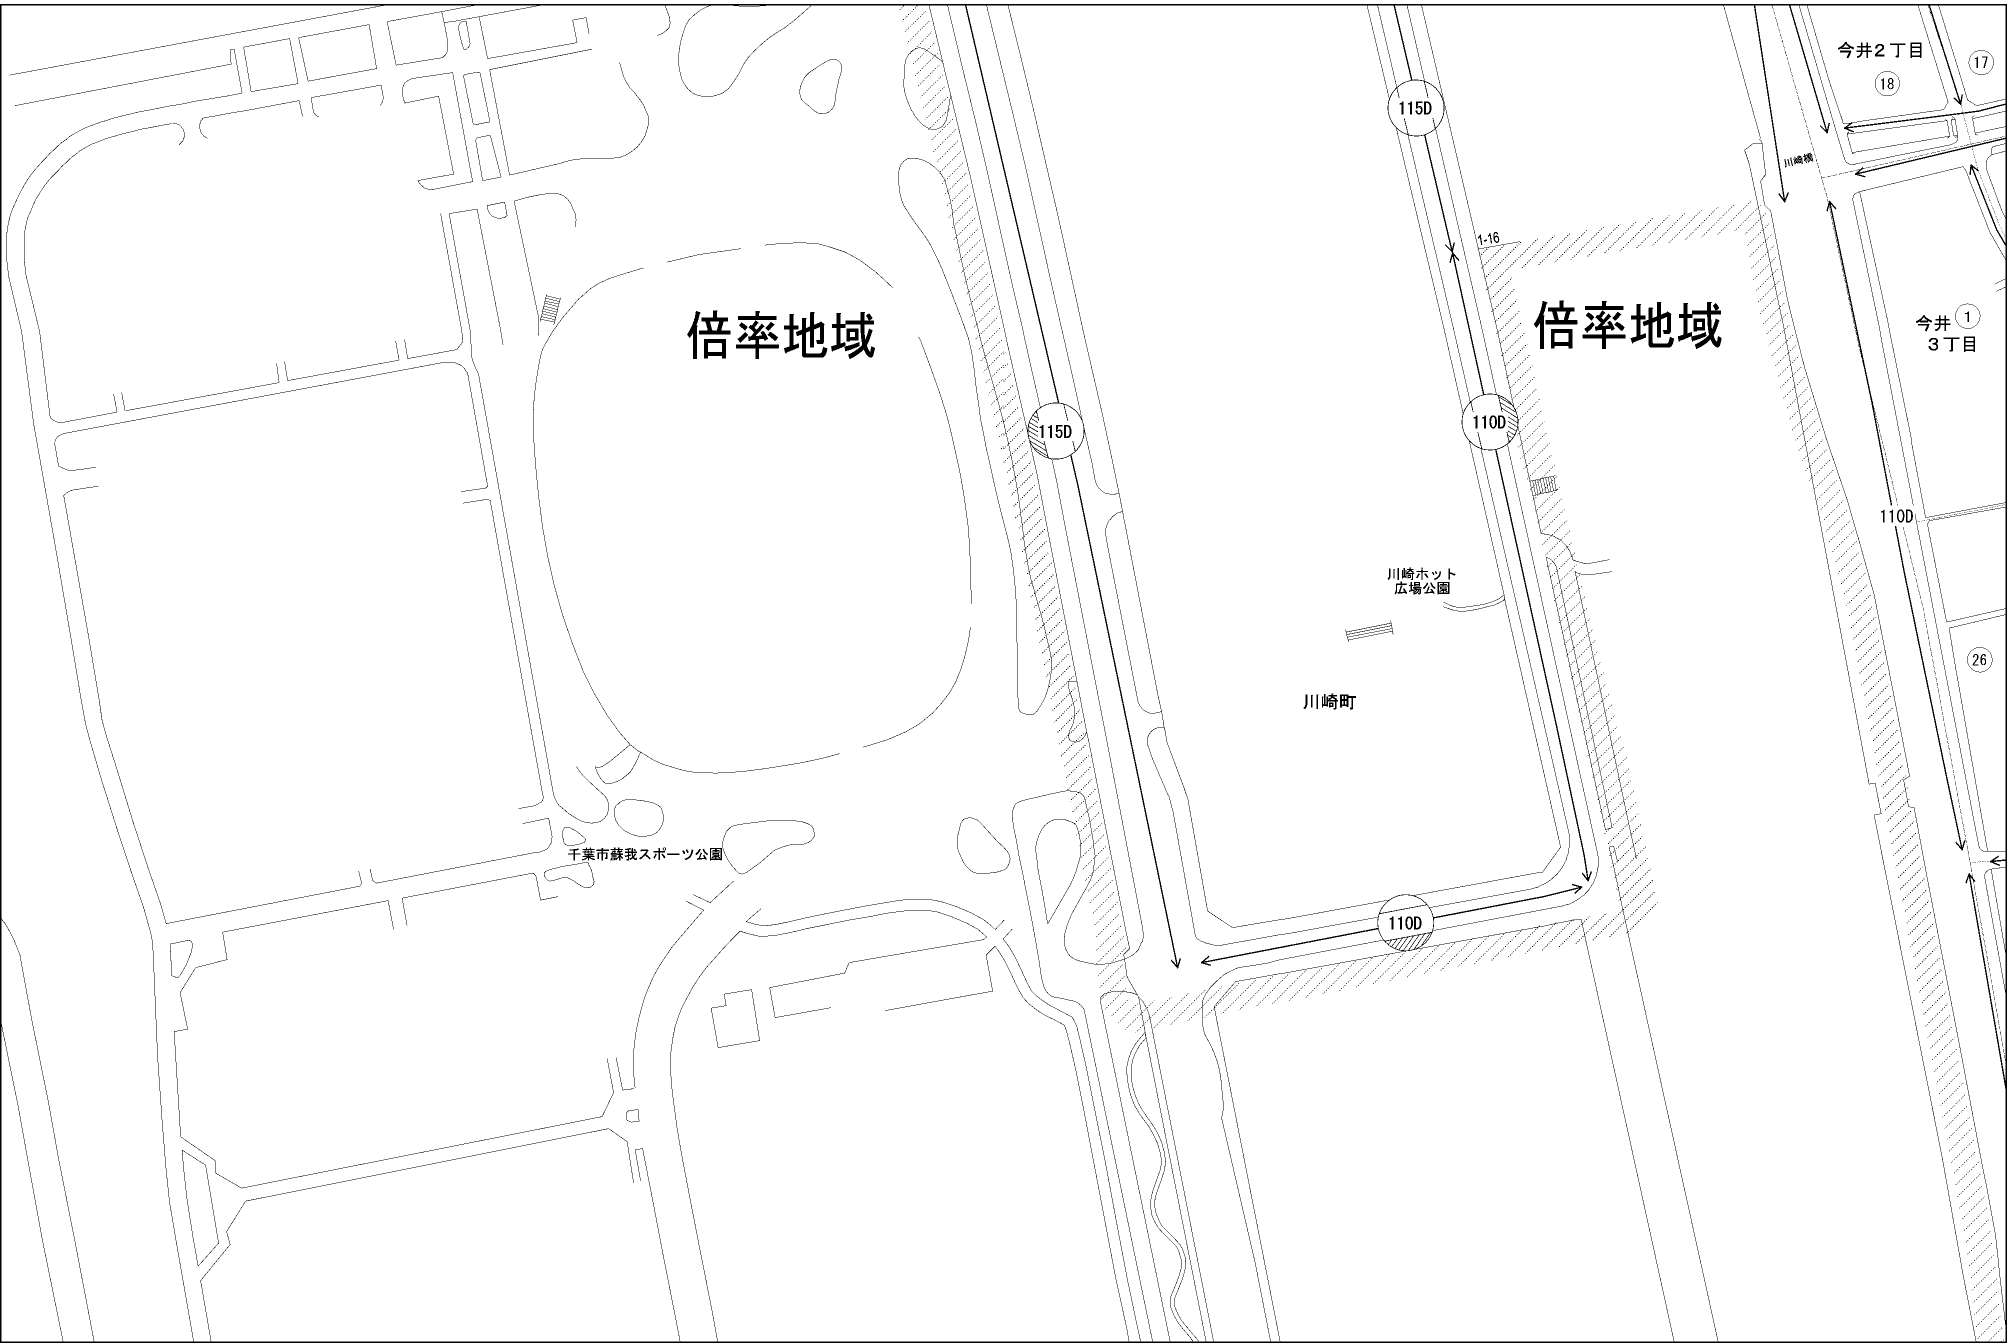 今井2丁目
17
18
115D
川崎橋
1-16
倍率地域
倍率地域
今井 1
3丁目
115D
110D
110D
川崎ホット
広場公園
26
川崎町
千葉市蘇我スポーツ公園
110D